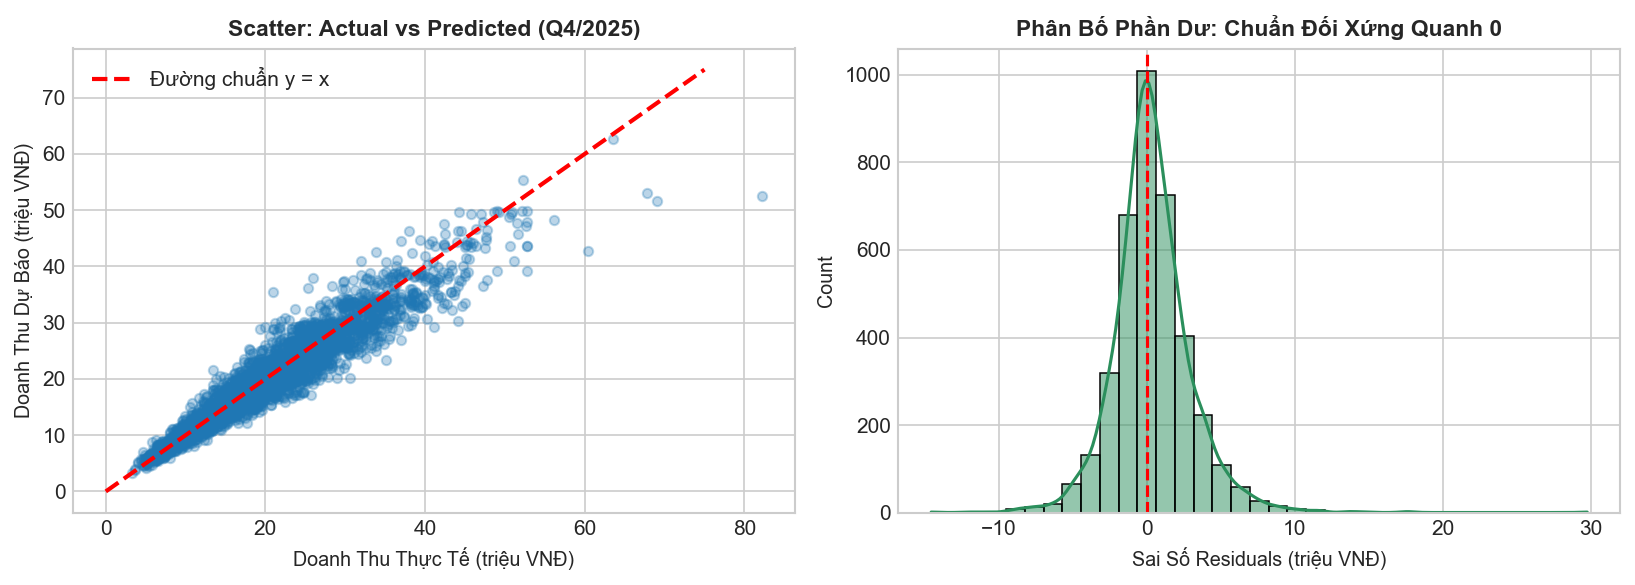 Scatter: Actual vs Predicted (Q4/2025)
Đường chuẩn y = x
Doanh Thu Dự Báo (triệu VNĐ)
70
60
50
40
30
20
10
0
0 20 40 60 80
Doanh Thu Thực Tế (triệu VNĐ)
Phân Bố Phần Dư: Chuẩn Đối Xứng Quanh 0
Count
1000
800
600
400
200
0
−10 0 10 20 30
Sai Số Residuals (triệu VNĐ)